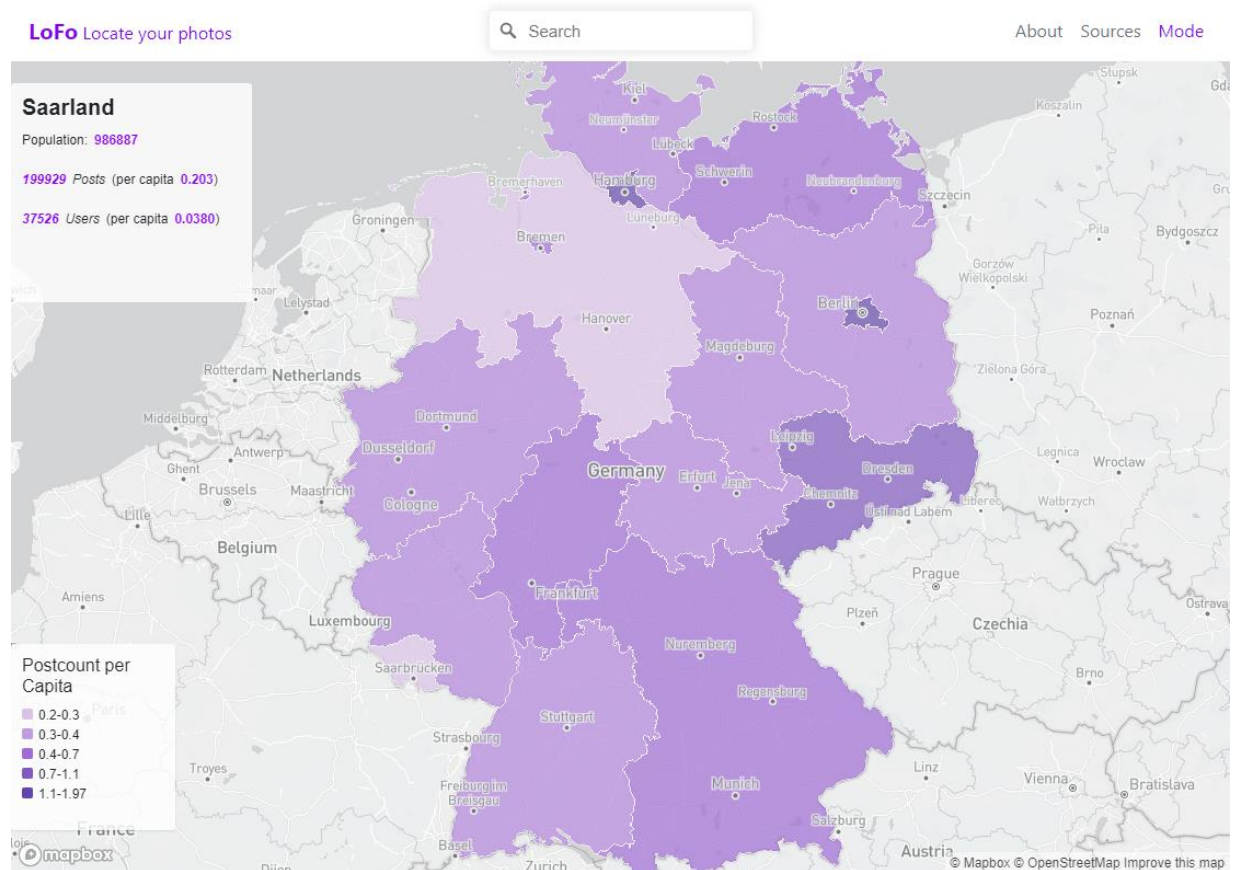 LoFo Locate your photos
Search
About Sources Mode
Saarland
Population: 986887
199929 Posts (per capita 0.203)
37526 Users (per capita 0.0380)
Słupsk
Kiel
Koszalin
Neumünster
Rostock
Lübeck
Schwerin
Hamburg
Bremerhaven
Neubrandenburg
Szczecin
Groningen
Lüneburg
Piła
Bydgoszcz
Bremen
Gorzów
Wielkopolski
Lelystad
Berlin
Poznań
Hanover
Magdeburg
Rotterdam
Netherlands
Zielona Góra
Middelburg
Dortmund
Leipzig
Antwerp
Dusseldorf
Legnica
Wroclaw
Ghent
Germany
Erfurt
Jena
Dresden
Brussels
Maastricht
Cologne
Chemnitz
Liberec
Wałbrzych
Lille
Ústí nad Labem
Belgium
Prague
Amiens
Frankfurt
Ostrava
Luxembourg
Plzeň
Czechia
Nuremberg
Saarbrücken
Brno
Postcount per
Capita
Regensburg
0.2-0.3
Paris
Stuttgart
0.3-0.4
Strasbourg
0.4-0.7
0.7-1.1
Troyes
Linz
Vienna
Bratislava
1.1-1.97
Freiburg im
Breisgau
Munich
France
Salzburg
Basel
Austria
mapbox
Zurich
Dijon
© Mapbox © OpenStreetMap Improve this map